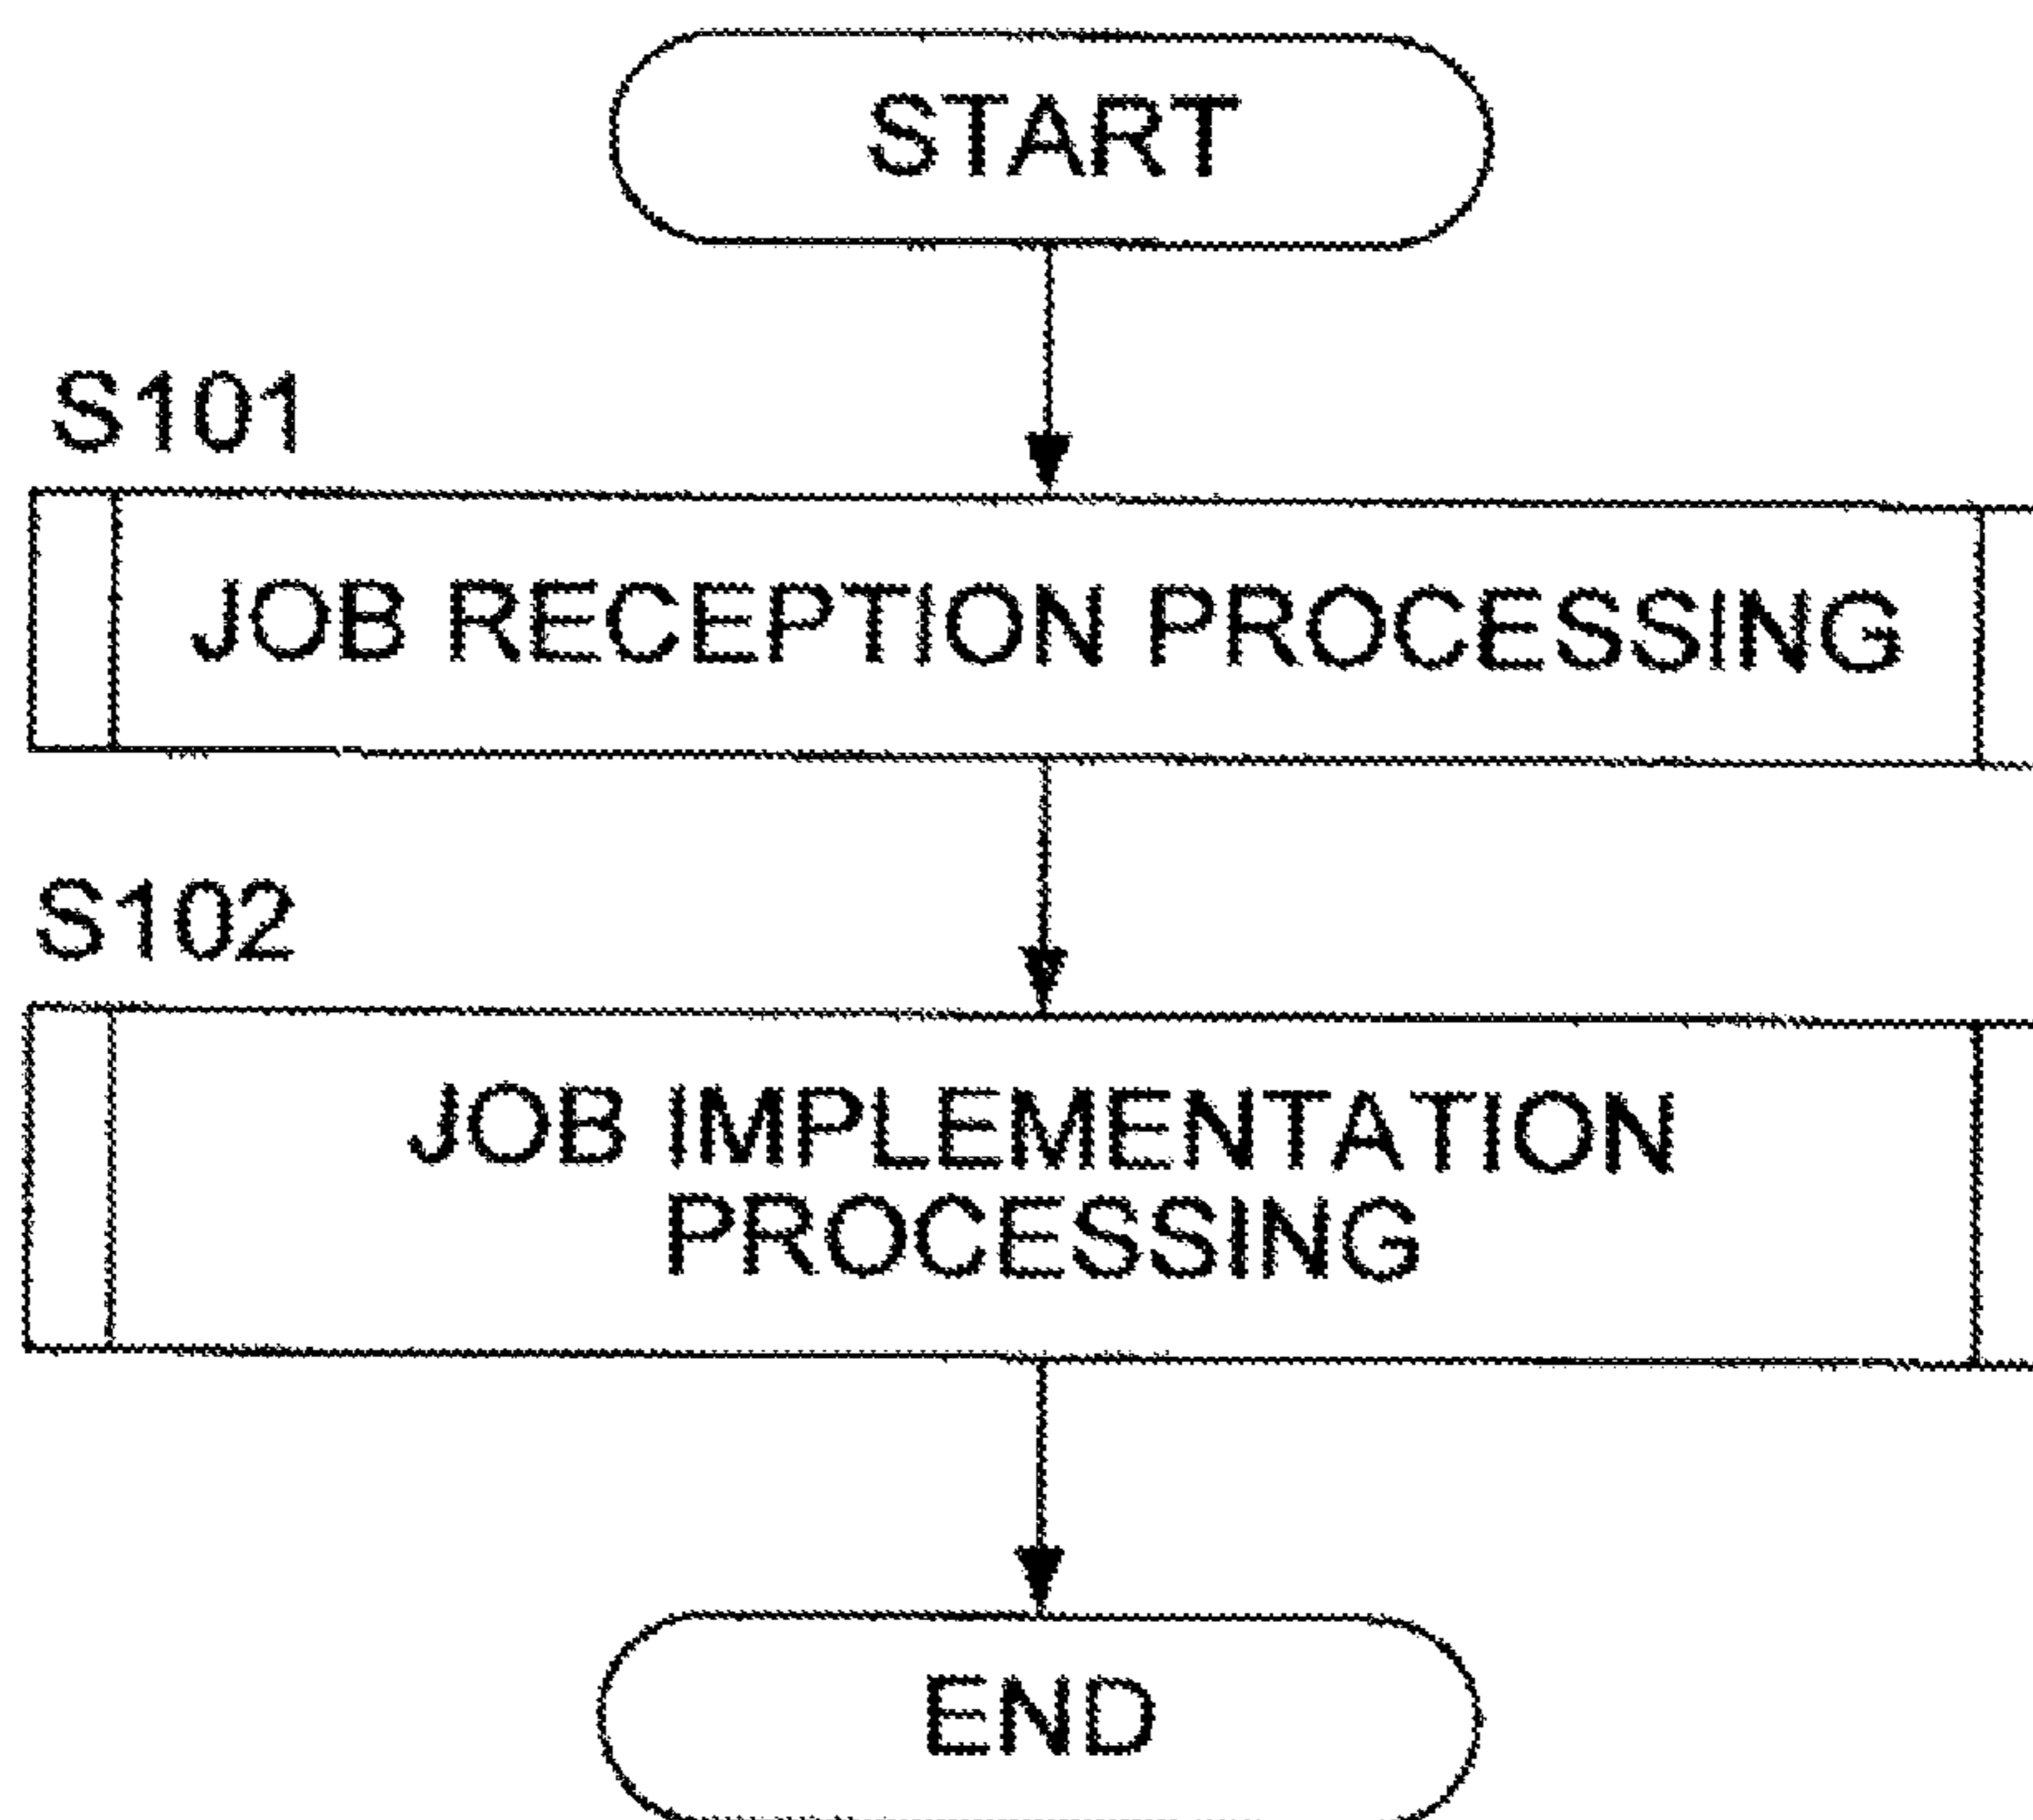 START
S101
JOB RECEPTION PROCESSING
S102
JOB IMPLEMENTATION
PROCESSING
END